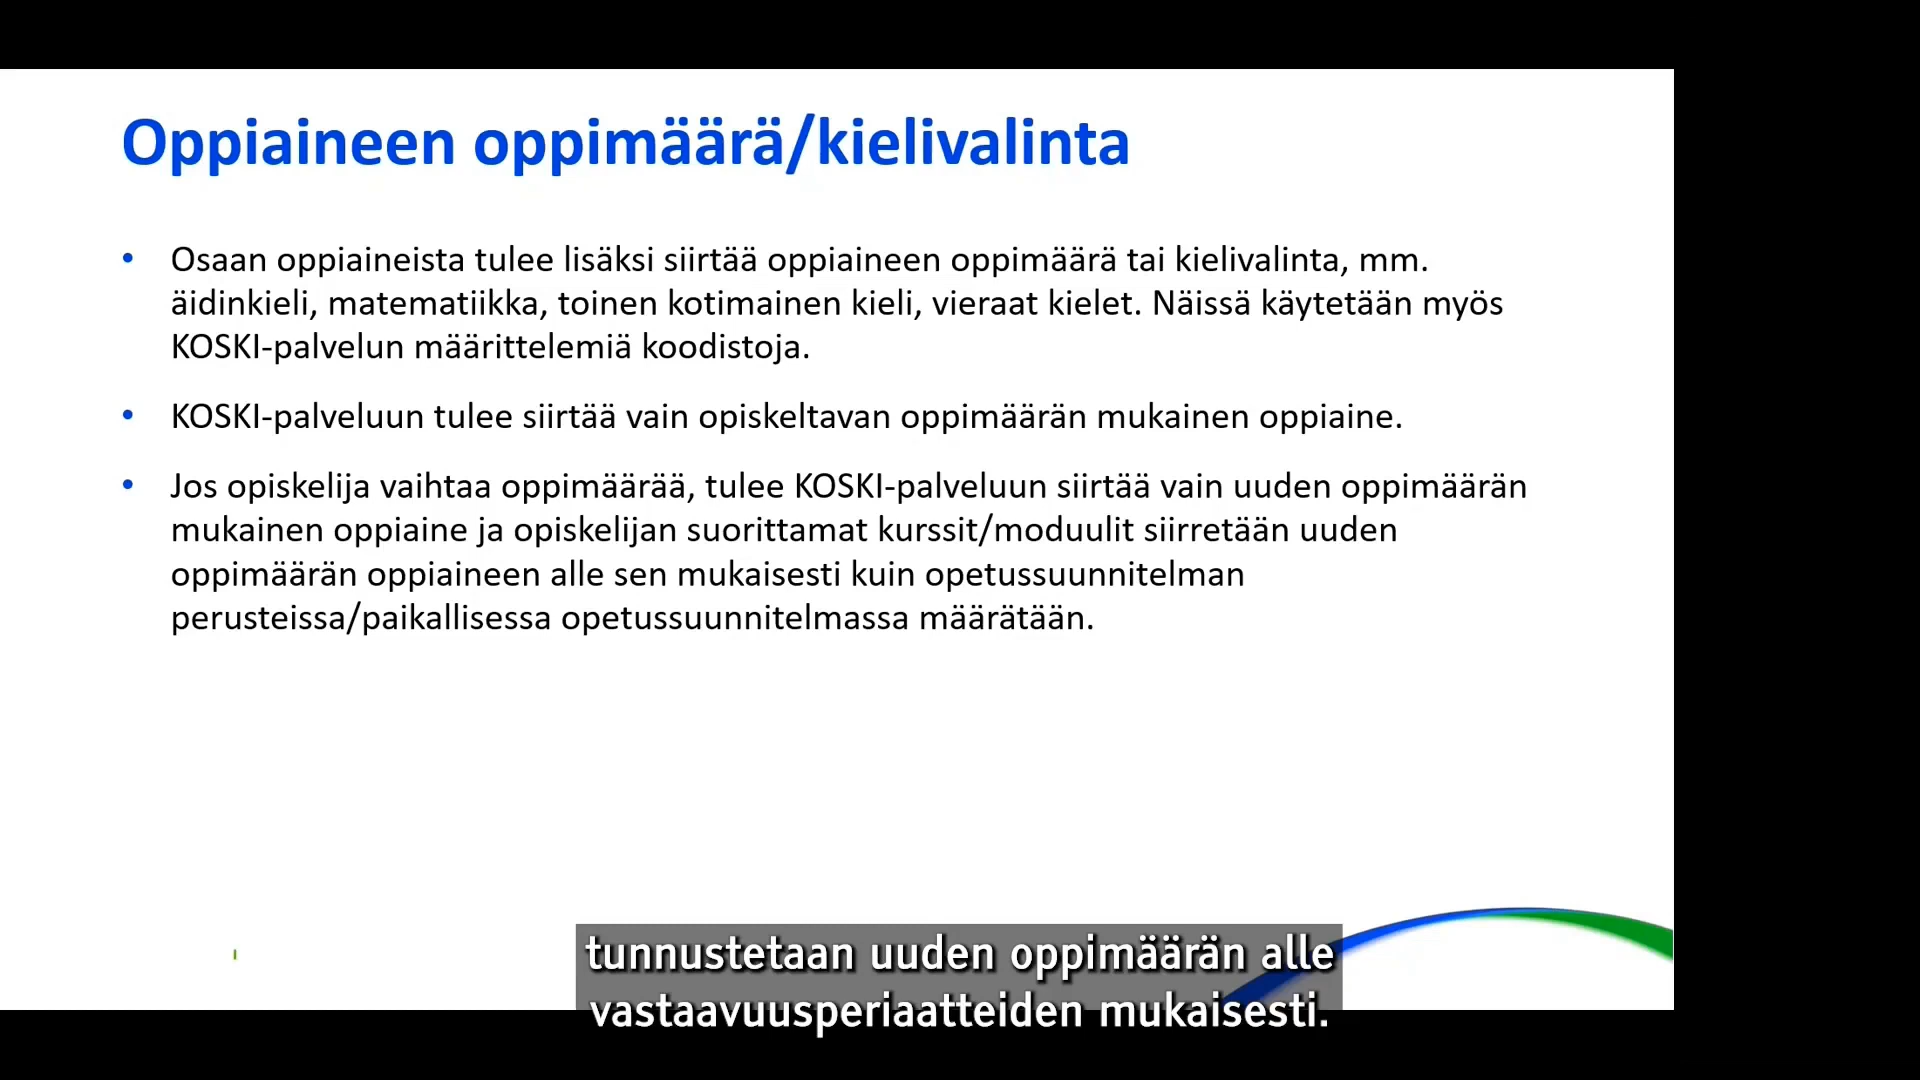 Oppiaineen oppimäärä/kielivalinta
• Osaan oppiaineista tulee lisäksi siirtää oppiaineen oppimäärä tai kielivalinta, mm.
äidinkieli, matematiikka, toinen kotimainen kieli, vieraat kielet. Näissä käytetään myös
KOSKI-palvelun määrittelemiä koodistoja.
• KOSKI-palveluun tulee siirtää vain opiskeltavan oppimäärän mukainen oppiaine.
• Jos opiskelija vaihtaa oppimäärää, tulee KOSKI-palveluun siirtää vain uuden oppimäärän
mukainen oppiaine ja opiskelijan suorittamat kurssit/moduulit siirretään uuden
oppimäärän oppiaineen alle sen mukaisesti kuin opetussuunnitelman
perusteissa/paikallisessa opetussuunnitelmassa määrätään.
tunnustetaan uuden oppimäärän alle
vastaavuusperiaatteiden mukaisesti.